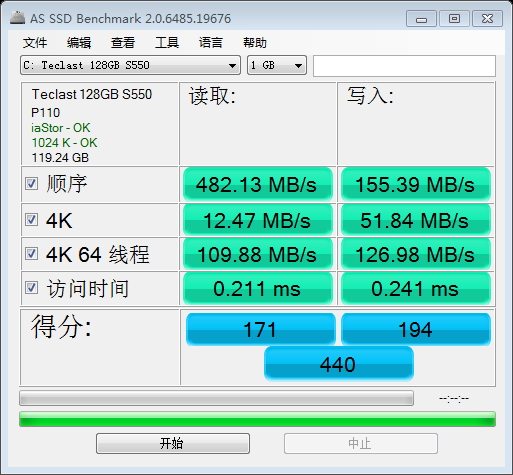 AS SSD Benchmark 2.0.6485.19676
文件 编辑 查看 工具 语言 帮助
C: Teclast 128GB S550 1 GB
Teclast 128GB S550
P110
iaStor - OK
1024 K - OK
119.24 GB
读取: 写入:
顺序 482.13 MB/s 155.39 MB/s
4K 12.47 MB/s 51.84 MB/s
4K 64 线程 109.88 MB/s 126.98 MB/s
访问时间 0.211 ms 0.241 ms
得分: 171 194
440
--:--:--
开始 中止